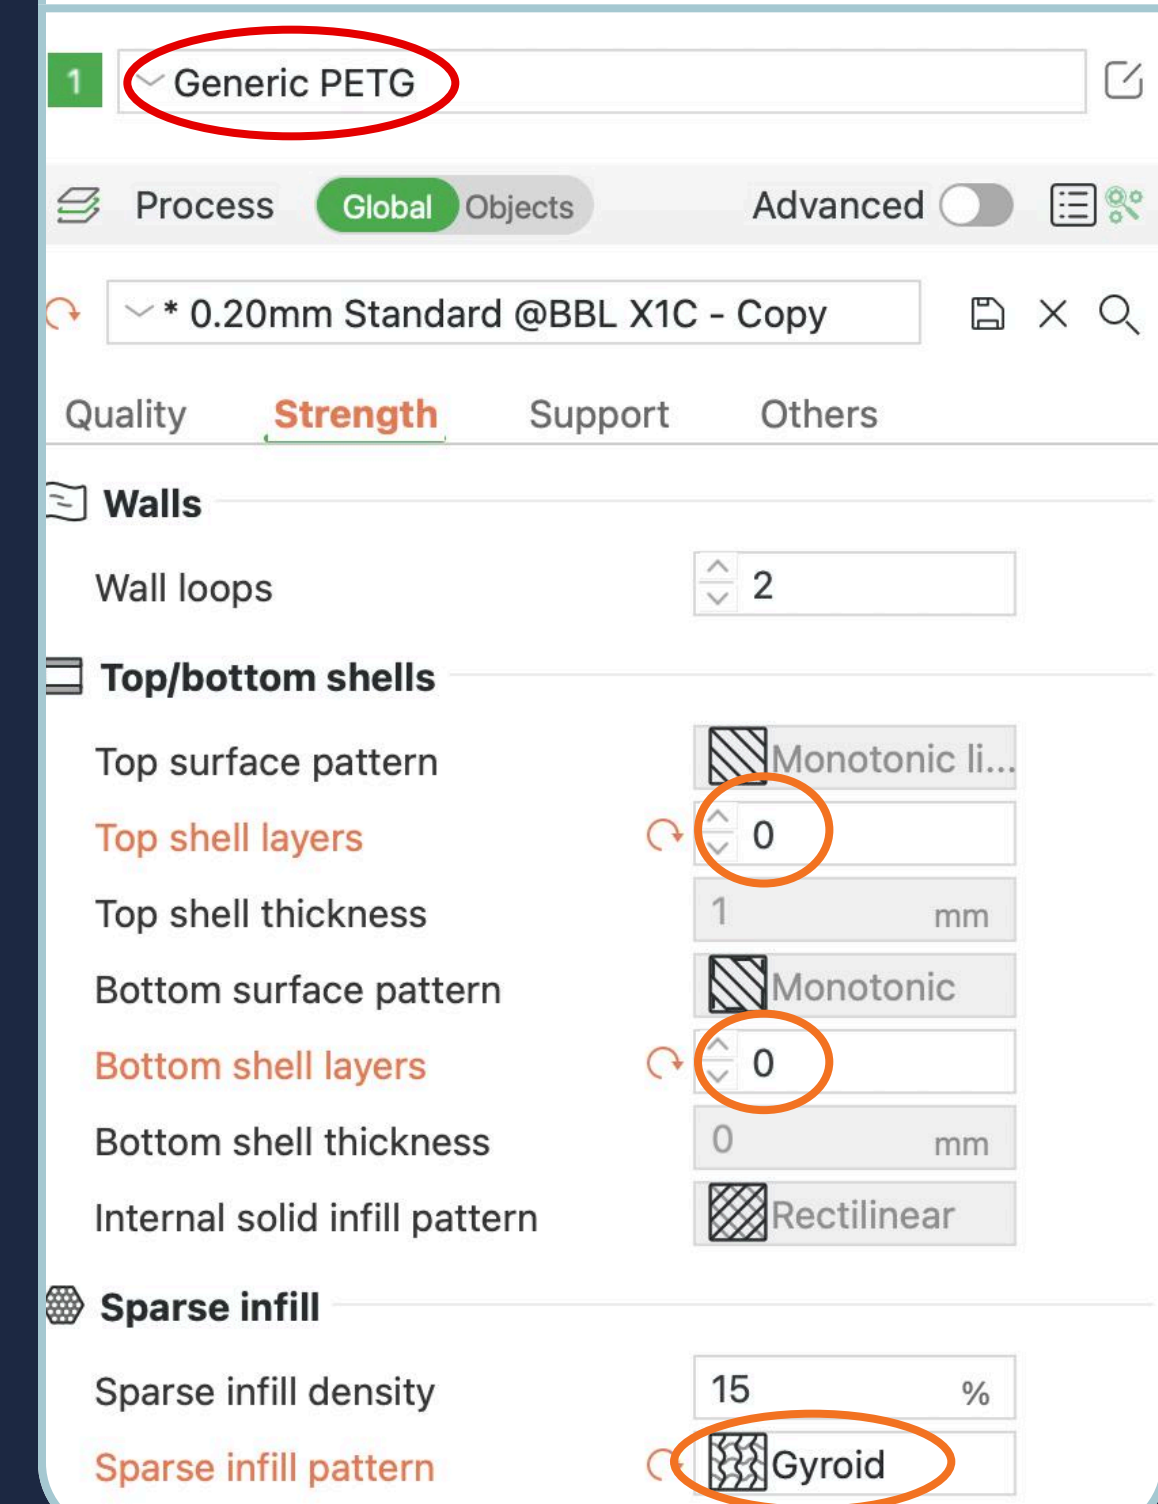 1 Generic PETG
Process Global Objects Advanced
* 0.20mm Standard @BBL X1C - Copy
Quality Strength Support Others
Walls
Wall loops 2
Top/bottom shells
Top surface pattern Monotonic li...
Top shell layers 0
Top shell thickness 1 mm
Bottom surface pattern Monotonic
Bottom shell layers 0
Bottom shell thickness 0 mm
Internal solid infill pattern Rectilinear
Sparse infill
Sparse infill density 15 %
Sparse infill pattern Gyroid